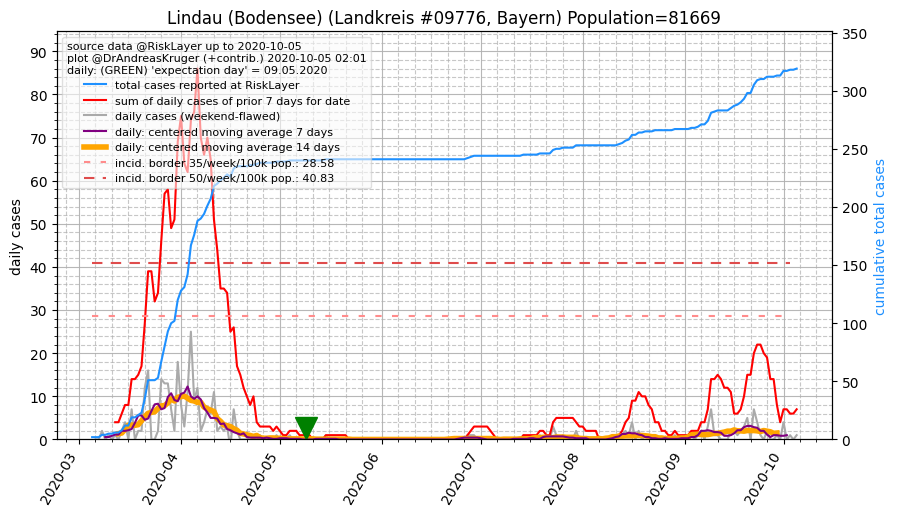 Lindau (Bodensee) (Landkreis #09776, Bayern) Population=81669
source data @RiskLayer up to 2020-10-05
plot @DrAndreasKruger (+contrib.) 2020-10-05 02:01
daily: (GREEN) 'expectation day' = 09.05.2020
total cases reported at RiskLayer
sum of daily cases of prior 7 days for date
daily cases (weekend-flawed)
daily: centered moving average 7 days
daily: centered moving average 14 days
incid. border 35/week/100k pop.: 28.58
incid. border 50/week/100k pop.: 40.83
daily cases
90
80
70
60
50
40
30
20
10
0
cumulative total cases
350
300
250
200
150
100
50
0
2020-03
2020-04
2020-05
2020-06
2020-07
2020-08
2020-09
2020-10